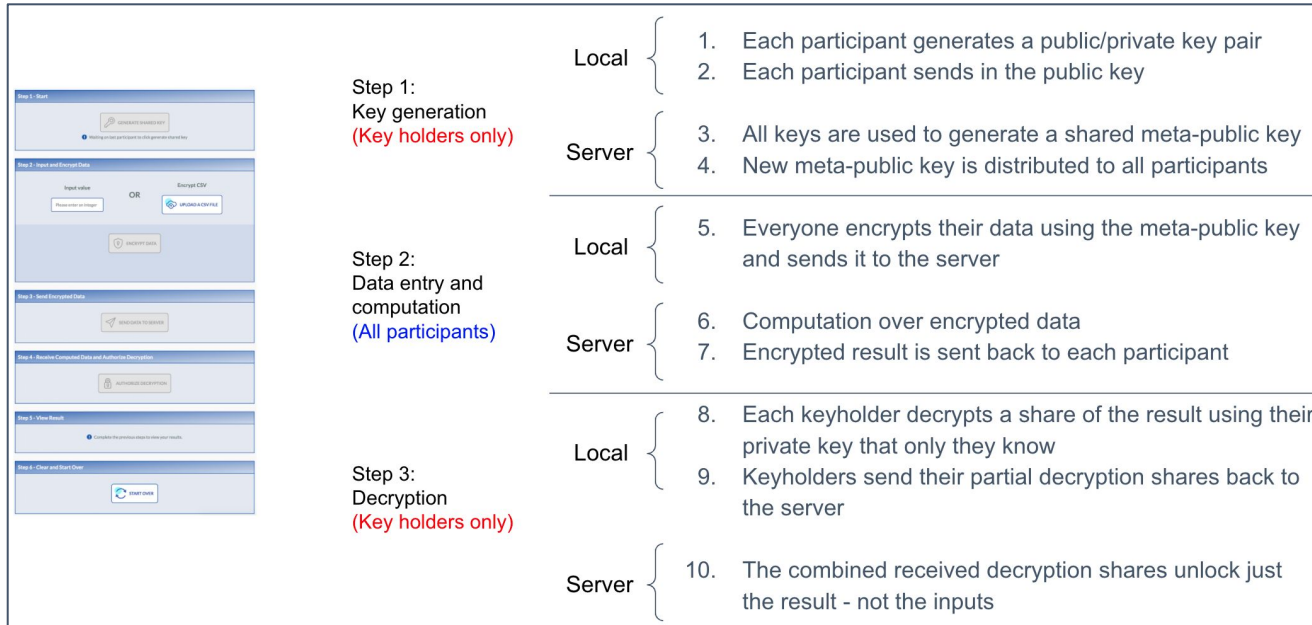 Step 1 - Start
GENERATE SHARED KEY
Waiting on last participant to click generate shared key
Step 2 - Input and Encrypt Data
Input value
OR
Encrypt CSV
Please enter an integer
UPLOAD A CSV FILE
ENCRYPT DATA
Step 3 - Send Encrypted Data
SEND DATA TO SERVER
Step 4 - Receive Computed Data and Authorize Decryption
AUTHORIZE DECRYPTION
Step 5 - View Result
Complete the previous steps to view your results.
Step 6 - Clear and Start Over
START OVER
Step 1:
Key generation
(Key holders only)
Local
1. Each participant generates a public/private key pair
2. Each participant sends in the public key
Server
3. All keys are used to generate a shared meta-public key
4. New meta-public key is distributed to all participants
Step 2:
Data entry and
computation
(All participants)
Local
5. Everyone encrypts their data using the meta-public key
and sends it to the server
Server
6. Computation over encrypted data
7. Encrypted result is sent back to each participant
Step 3:
Decryption
(Key holders only)
Local
8. Each keyholder decrypts a share of the result using their
private key that only they know
9. Keyholders send their partial decryption shares back to
the server
Server
10. The combined received decryption shares unlock just
the result - not the inputs